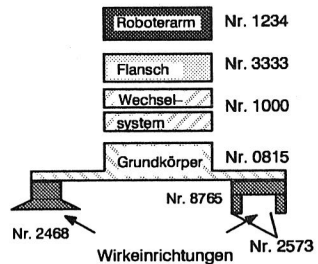 Roboterarm Nr. 1234
Flansch Nr. 3333
Wechsel-
system Nr. 1000
Grundkörper Nr. 0815
Nr. 8765
Nr. 2468
Nr. 2573
Wirkeinrichtungen